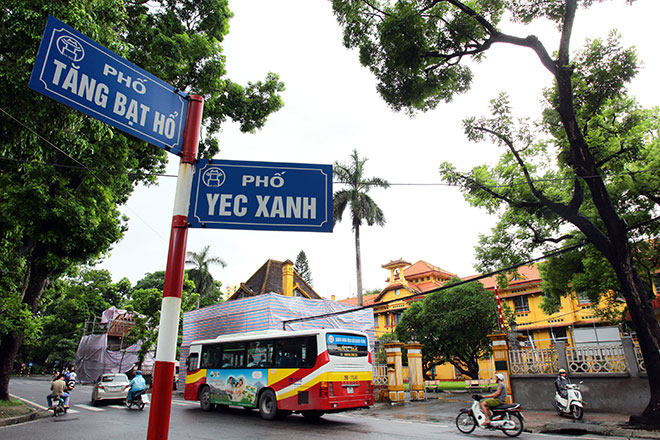 PHỐ
TĂNG BẠT HỔ
PHỐ
YEC XANH